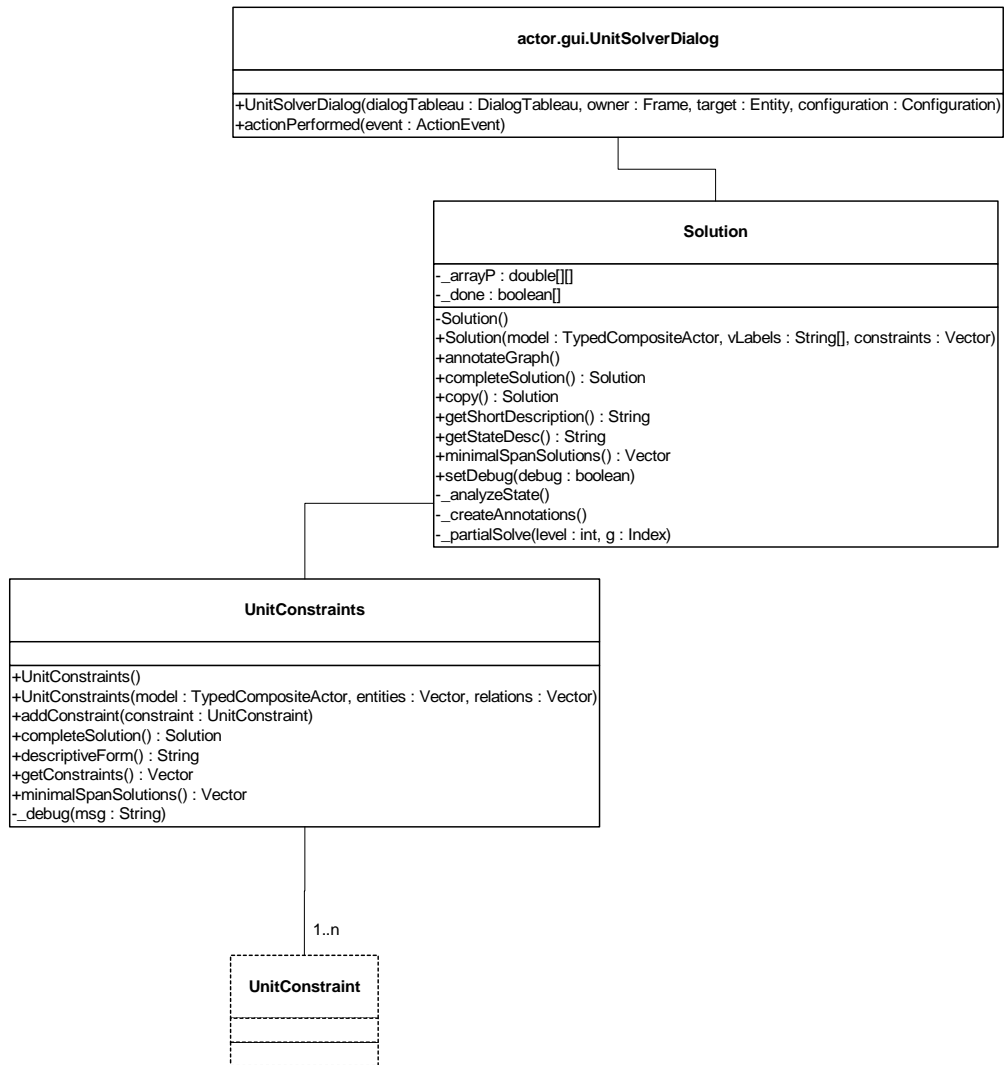 actor.gui.UnitSolverDialog
+UnitSolverDialog(dialogTableau : DialogTableau, owner : Frame, target : Entity, configuration : Configuration)
+actionPerformed(event : ActionEvent)
Solution
-_arrayP : double[][]
-_done : boolean[]
-Solution()
+Solution(model : TypedCompositeActor, vLabels : String[], constraints : Vector)
+annotateGraph()
+completeSolution() : Solution
+copy() : Solution
+getShortDescription() : String
+getStateDesc() : String
+minimalSpanSolutions() : Vector
+setDebug(debug : boolean)
-_analyzeState()
-_createAnnotations()
-_partialSolve(level : int, g : Index)
UnitConstraints
+UnitConstraints()
+UnitConstraints(model : TypedCompositeActor, entities : Vector, relations : Vector)
+addConstraint(constraint : UnitConstraint)
+completeSolution() : Solution
+descriptiveForm() : String
+getConstraints() : Vector
+minimalSpanSolutions() : Vector
-_debug(msg : String)
1..n
UnitConstraint